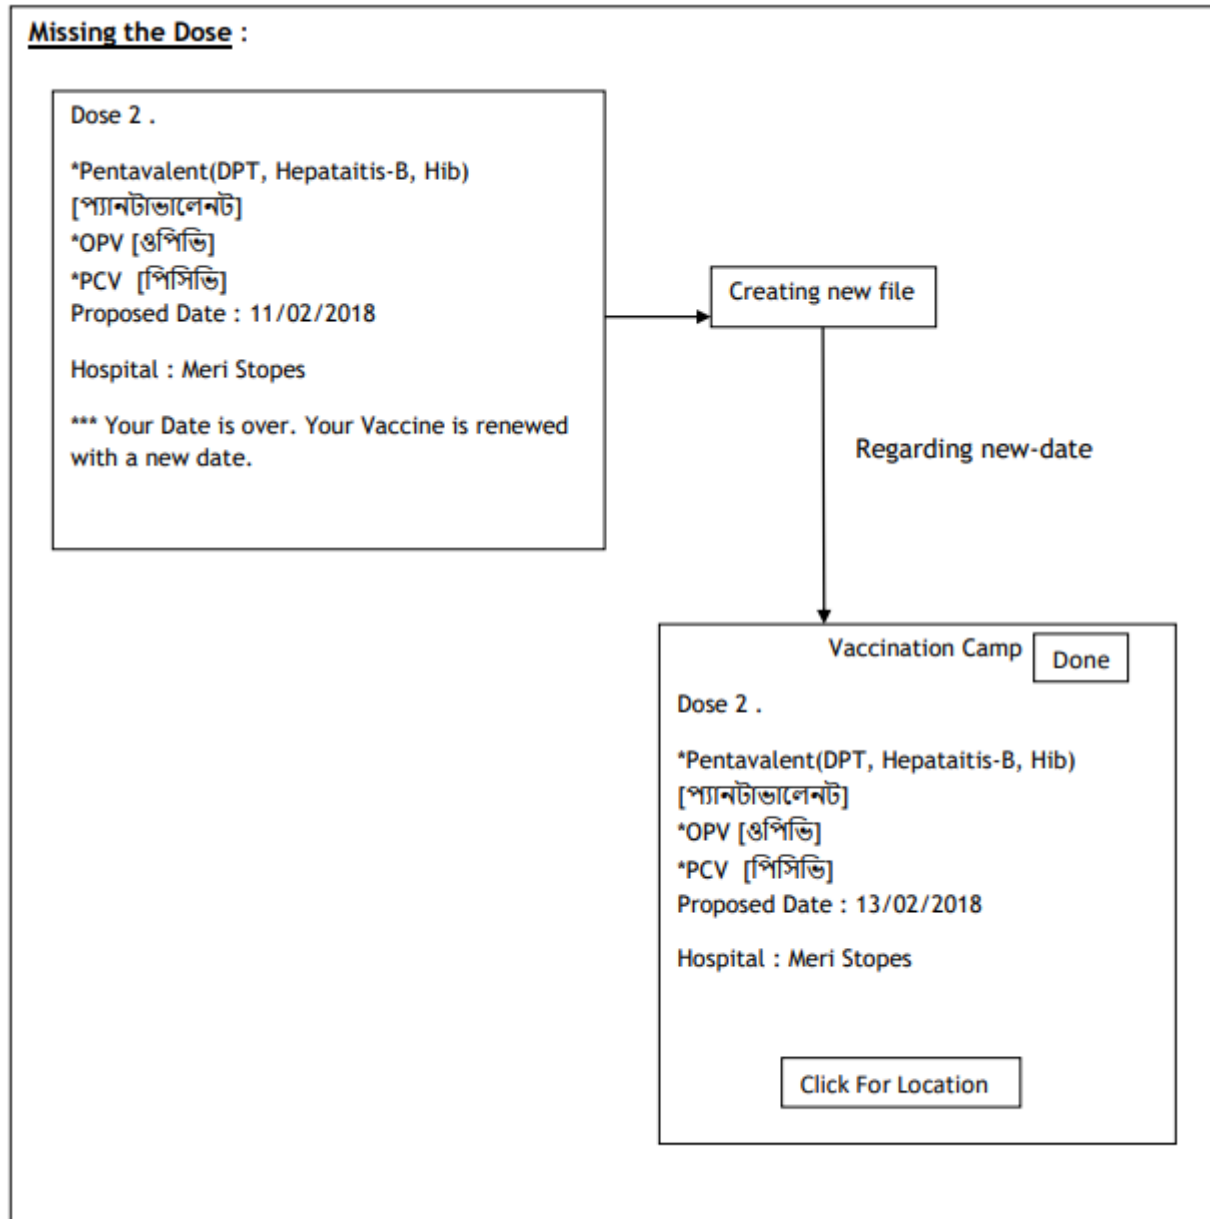 Missing the Dose :
Dose 2 .
*Pentavalent(DPT, Hepataitis-B, Hib)
[প্যানটাভালেনট]
*OPV [ওপিভি]
*PCV [পিসিভি]
Proposed Date : 11/02/2018
Hospital : Meri Stopes
*** Your Date is over. Your Vaccine is renewed
with a new date.
Creating new file
Regarding new-date
Vaccination Camp
Done
Dose 2 .
*Pentavalent(DPT, Hepataitis-B, Hib)
[প্যানটাভালেনট]
*OPV [ওপিভি]
*PCV [পিসিভি]
Proposed Date : 13/02/2018
Hospital : Meri Stopes
Click For Location